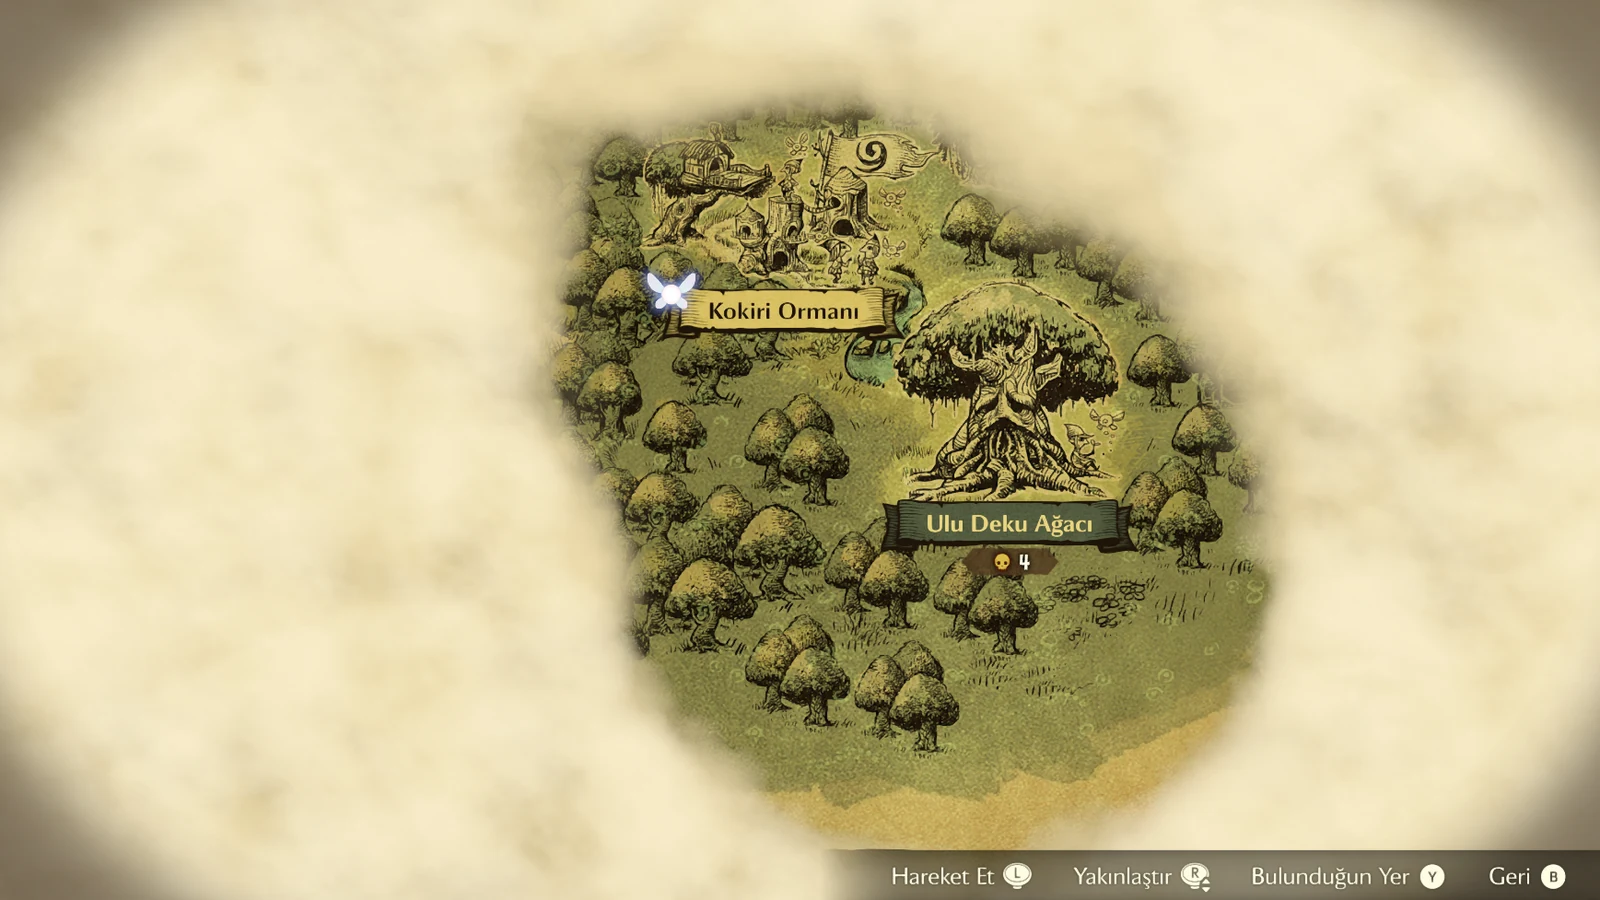 Kokiri Ormanı
Ulu Deku Ağacı
4
Hareket Et L Yakınlaştır R Bulunduğun Yer Y Geri B